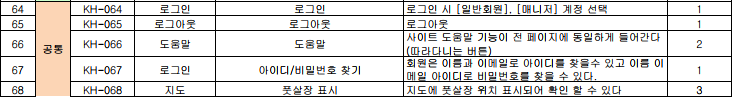 64 KH-064 로그인 로그인 로그인 시 [일반회원], [매니저] 계정 선택 1
65 KH-065 로그아웃 로그아웃 로그아웃 1
66 공통 KH-066 도움말 도움말 사이트 도움말 기능이 전 페이지에 동일하게 들어간다 2
(따라다니는 버튼)
67 KH-067 로그인 아이디/비밀번호 찾기 회원은 이름과 이메일로 아이디를 찾을수 있고 이름 이 1
메일 아이디로 비밀번호를 찾을 수 있다.
68 KH-068 지도 풋살장 표시 지도에 풋살장 위치 표시되어 확인 할 수 있다 3